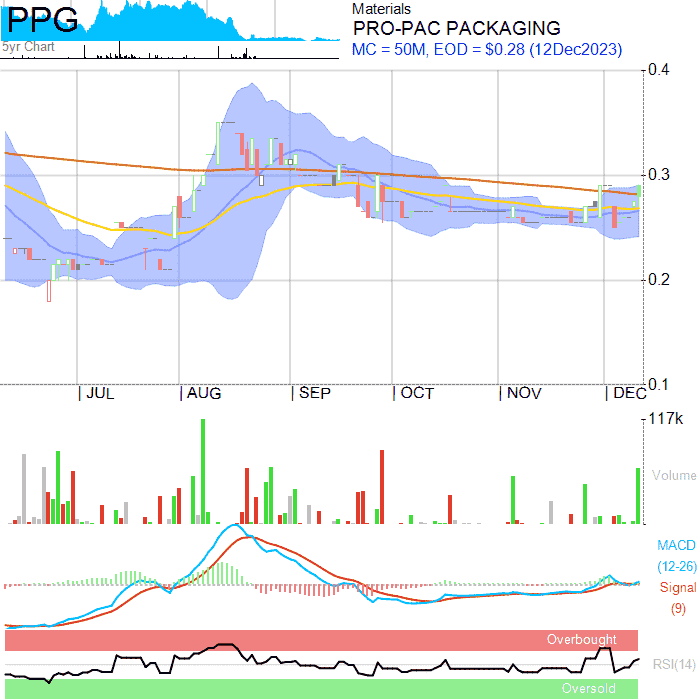 PPG
5yr Chart
Materials
PRO-PAC PACKAGING
MC = 50M, EOD = $0.28 (12Dec2023)
0.4
0.3
0.2
0.1
| JUL | AUG | SEP | OCT | NOV | DEC
117k
Volume
MACD
(12-26)
Signal
(9)
Overbought
RSI(14)
Oversold